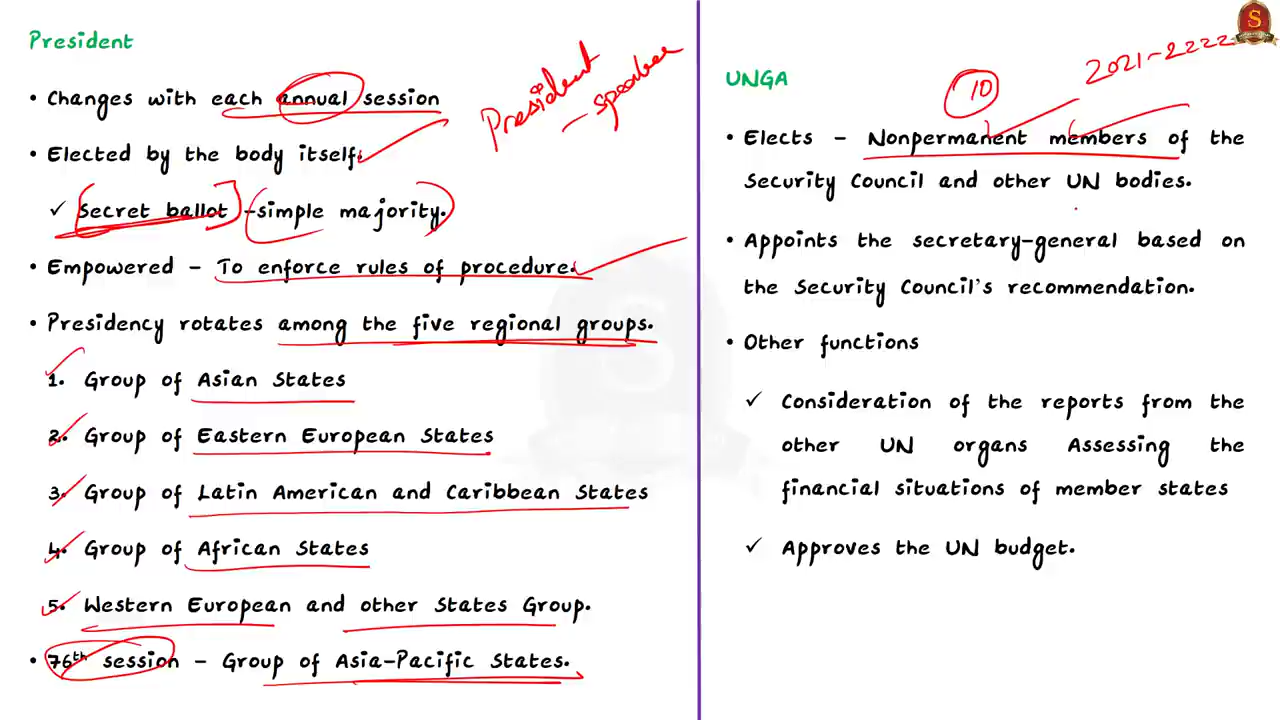 President
• Changes with each annual session
• Elected by the body itself.
✓ Secret ballot - simple majority.
• Empowered - To enforce rules of procedure.
• Presidency rotates among the five regional groups.
1. Group of Asian States
2. Group of Eastern European States
3. Group of Latin American and Caribbean States
4. Group of African States
5. Western European and other States Group.
• 76th session - Group of Asia-Pacific States.
President
- speaker
S
UNGA
10
2021-2222
• Elects - Nonpermanent members of the
Security Council and other UN bodies.
• Appoints the secretary-general based on
the Security Council's recommendation.
• Other functions
✓ Consideration of the reports from the
other UN organs Assessing the
financial situations of member states
✓ Approves the UN budget.
S